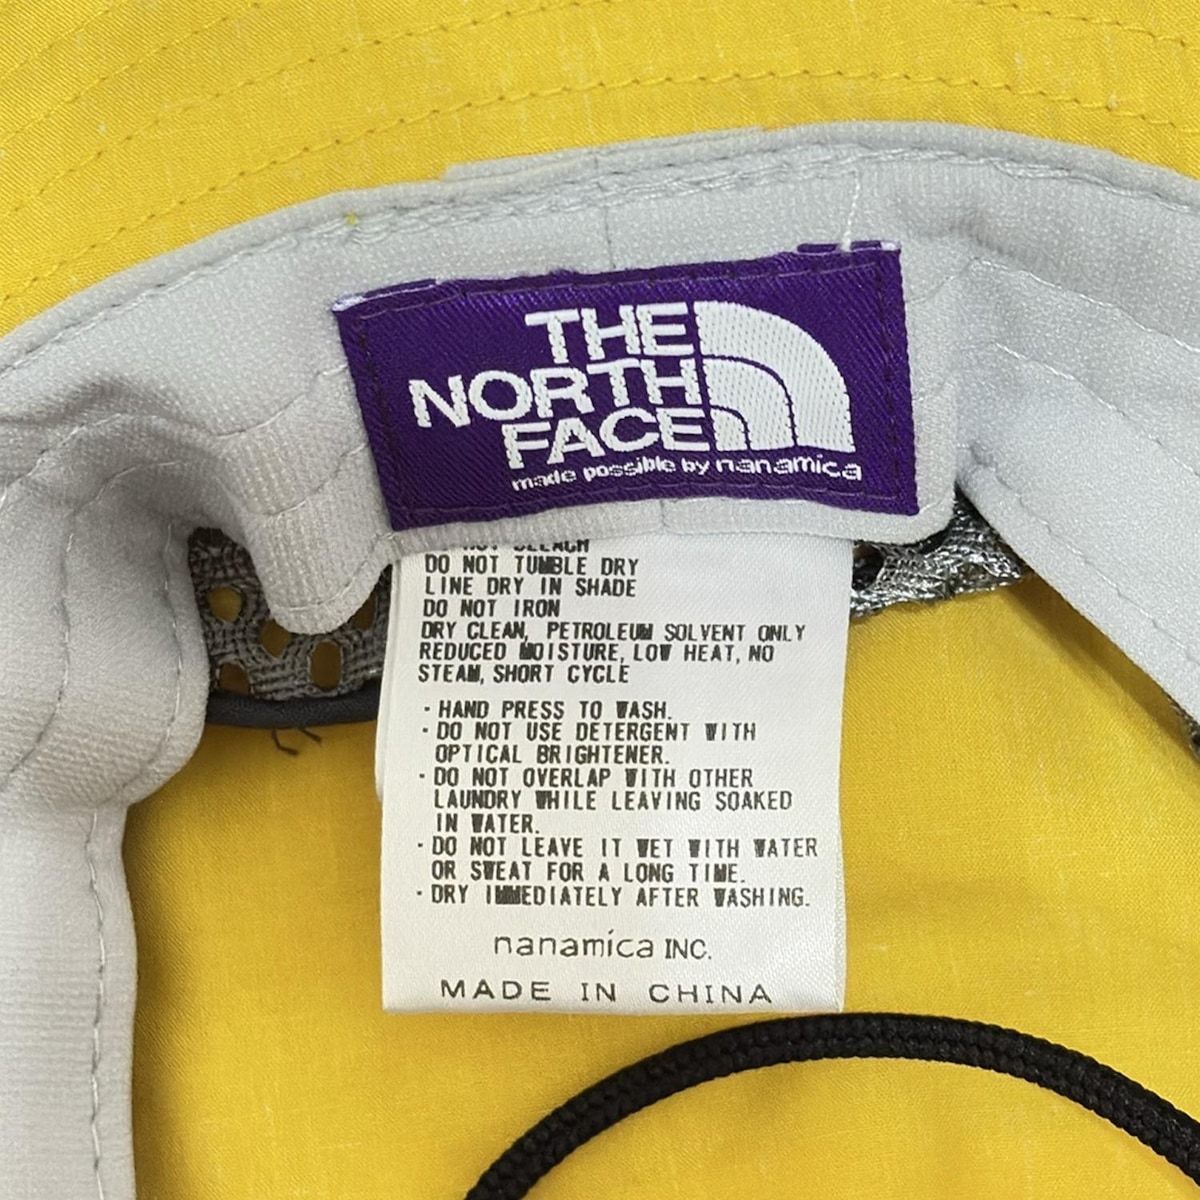 THE
NORTH
FACE
made possible by nanamica
NOT BLEACH
DO NOT TUMBLE DRY
LINE DRY IN SHADE
DO NOT IRON
DRY CLEAN, PETROLEUM SOLVENT ONLY
REDUCED MOISTURE, LOW HEAT, NO
STEAM, SHORT CYCLE
· HAND PRESS TO WASH.
· DO NOT USE DETERGENT WITH
OPTICAL BRIGHTENER.
· DO NOT OVERLAP WITH OTHER
LAUNDRY WHILE LEAVING SOAKED
IN WATER.
· DO NOT LEAVE IT WET WITH WATER
OR SWEAT FOR A LONG TIME.
· DRY IMMEDIATELY AFTER WASHING.
nanamica INC.
MADE IN CHINA